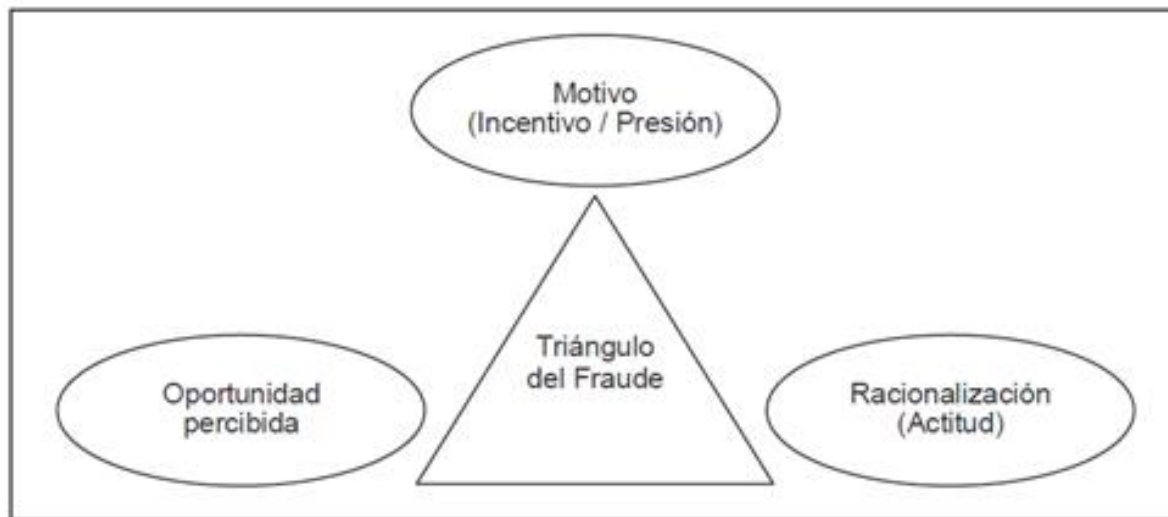 Motivo
(Incentivo / Presión)
Triángulo
del Fraude
Oportunidad
percibida
Racionalización
(Actitud)